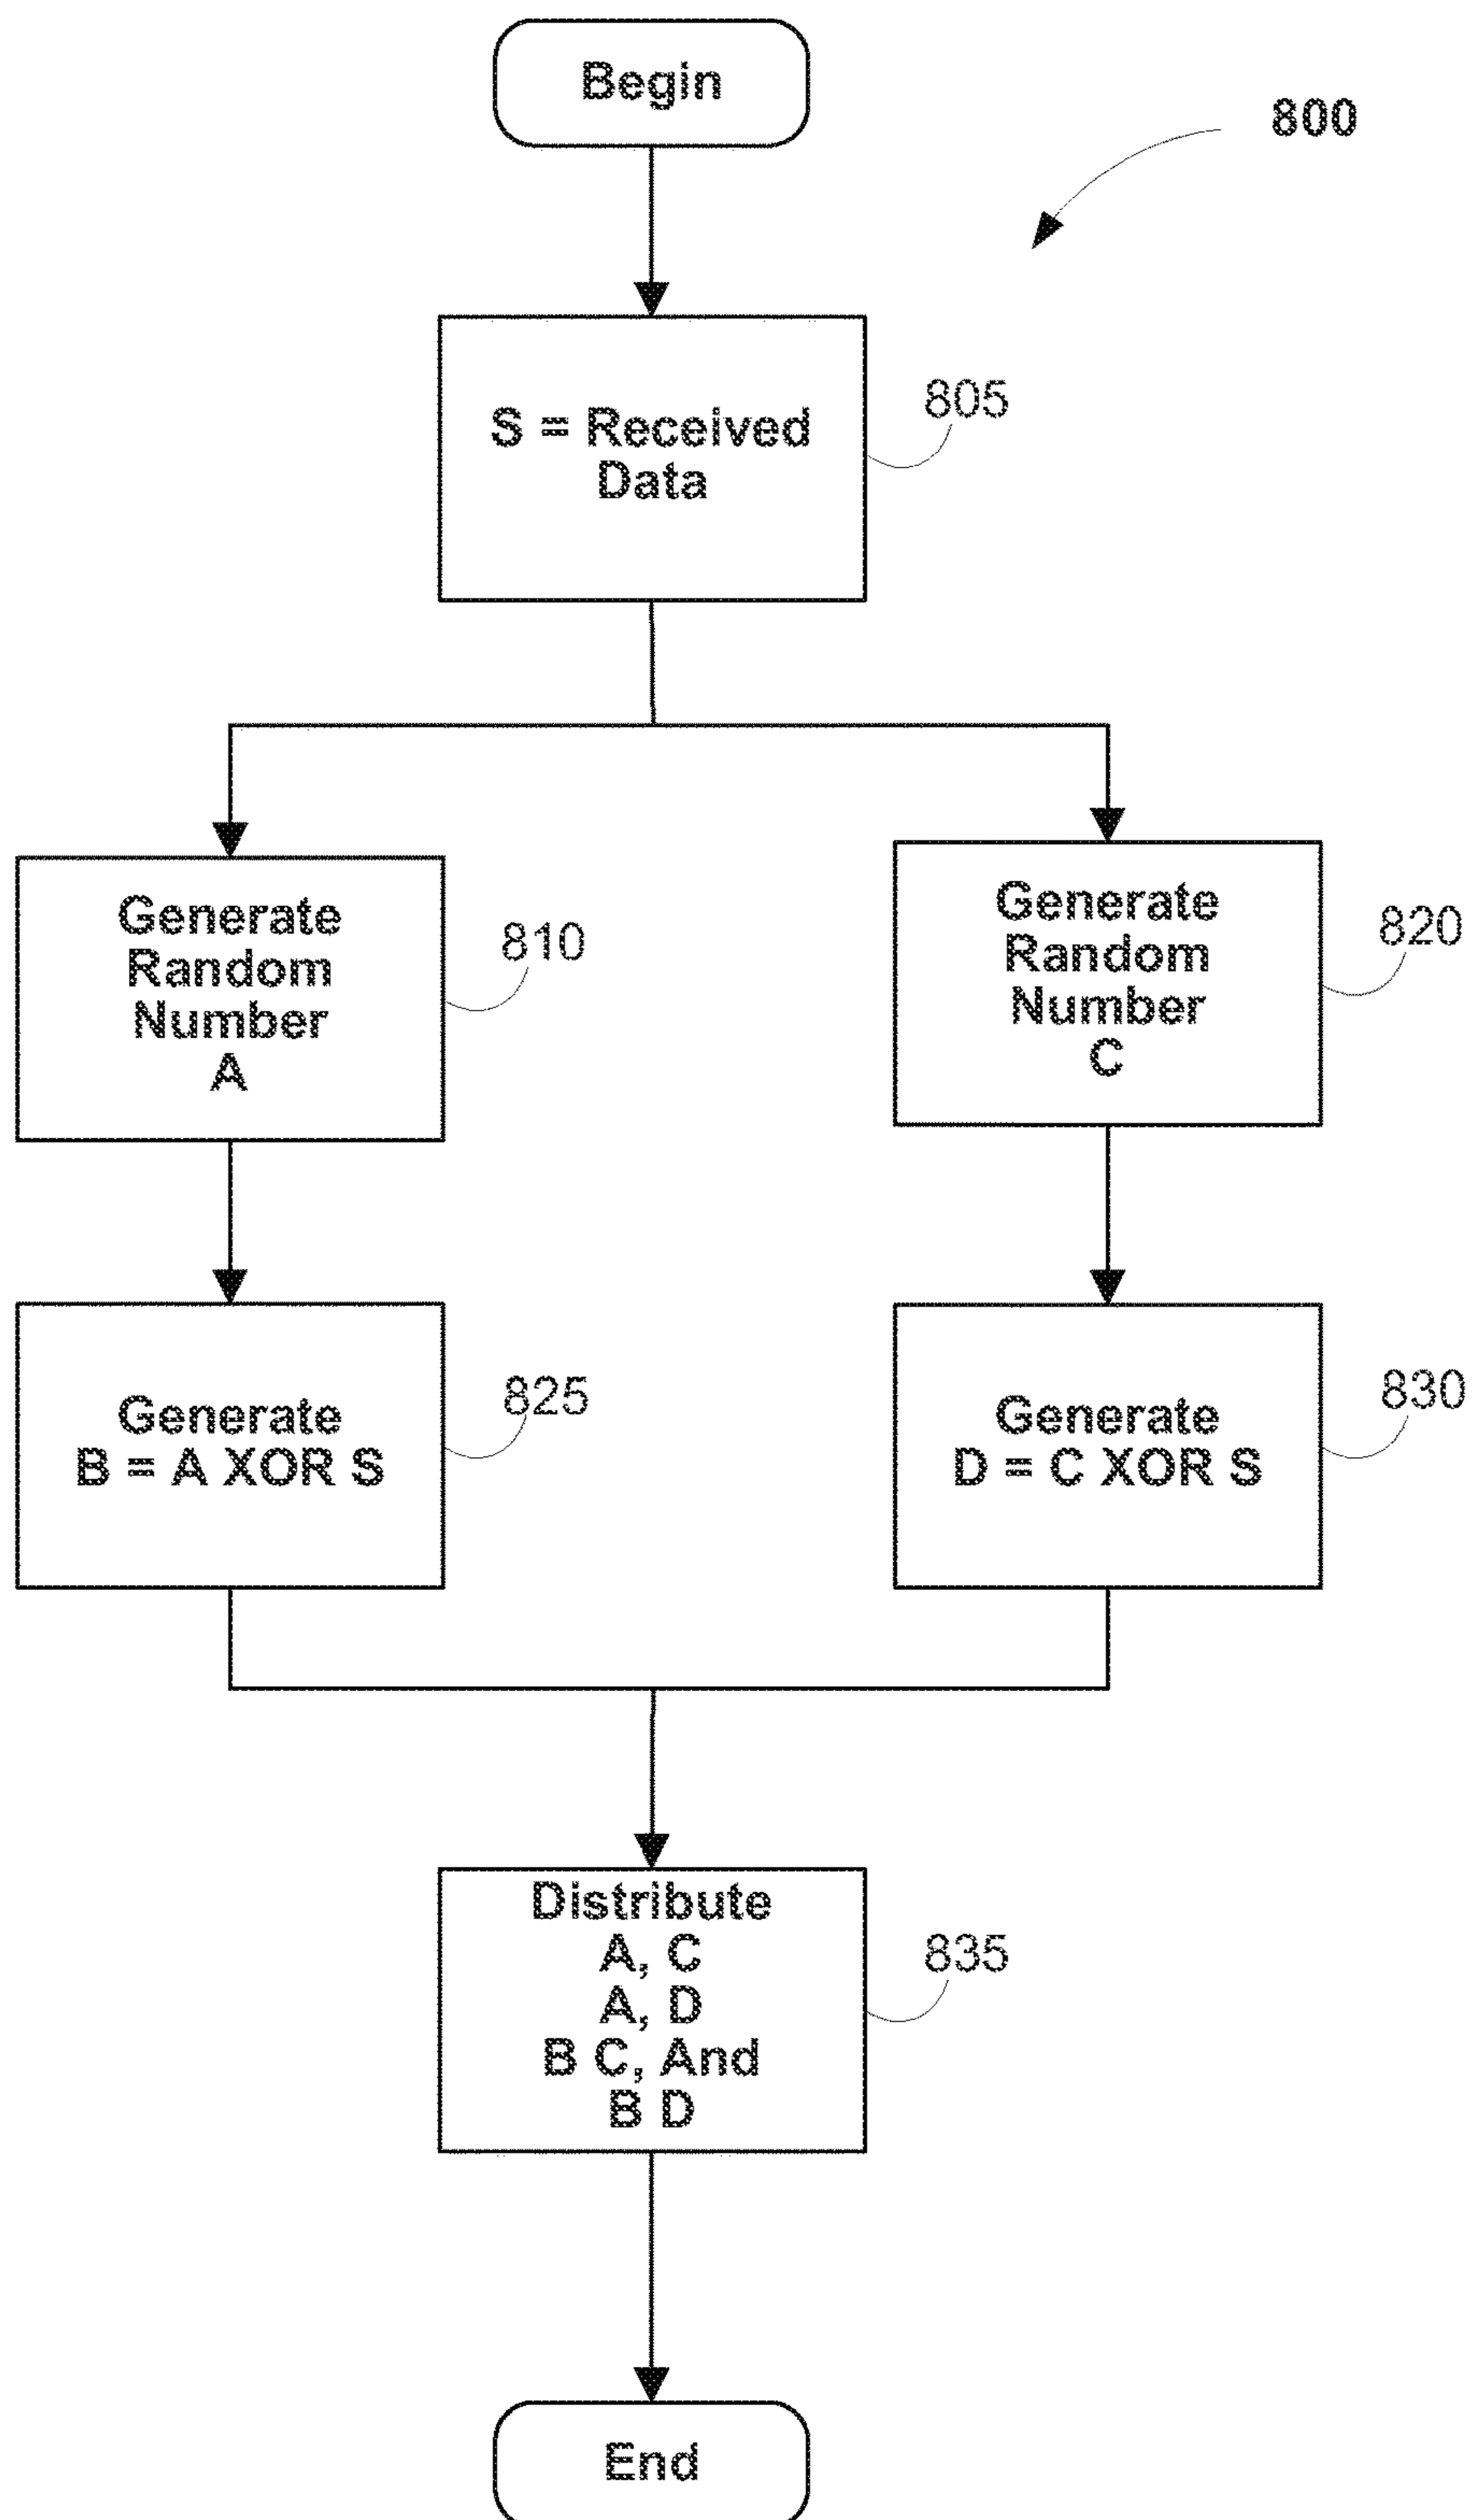 Begin
800
S = Received
Data
805
Generate
Random
Number
A
810
Generate
Random
Number
C
820
Generate
B = A XOR S
825
Generate
D = C XOR S
830
Distribute
A, C
A, D
B C, And
B D
835
End